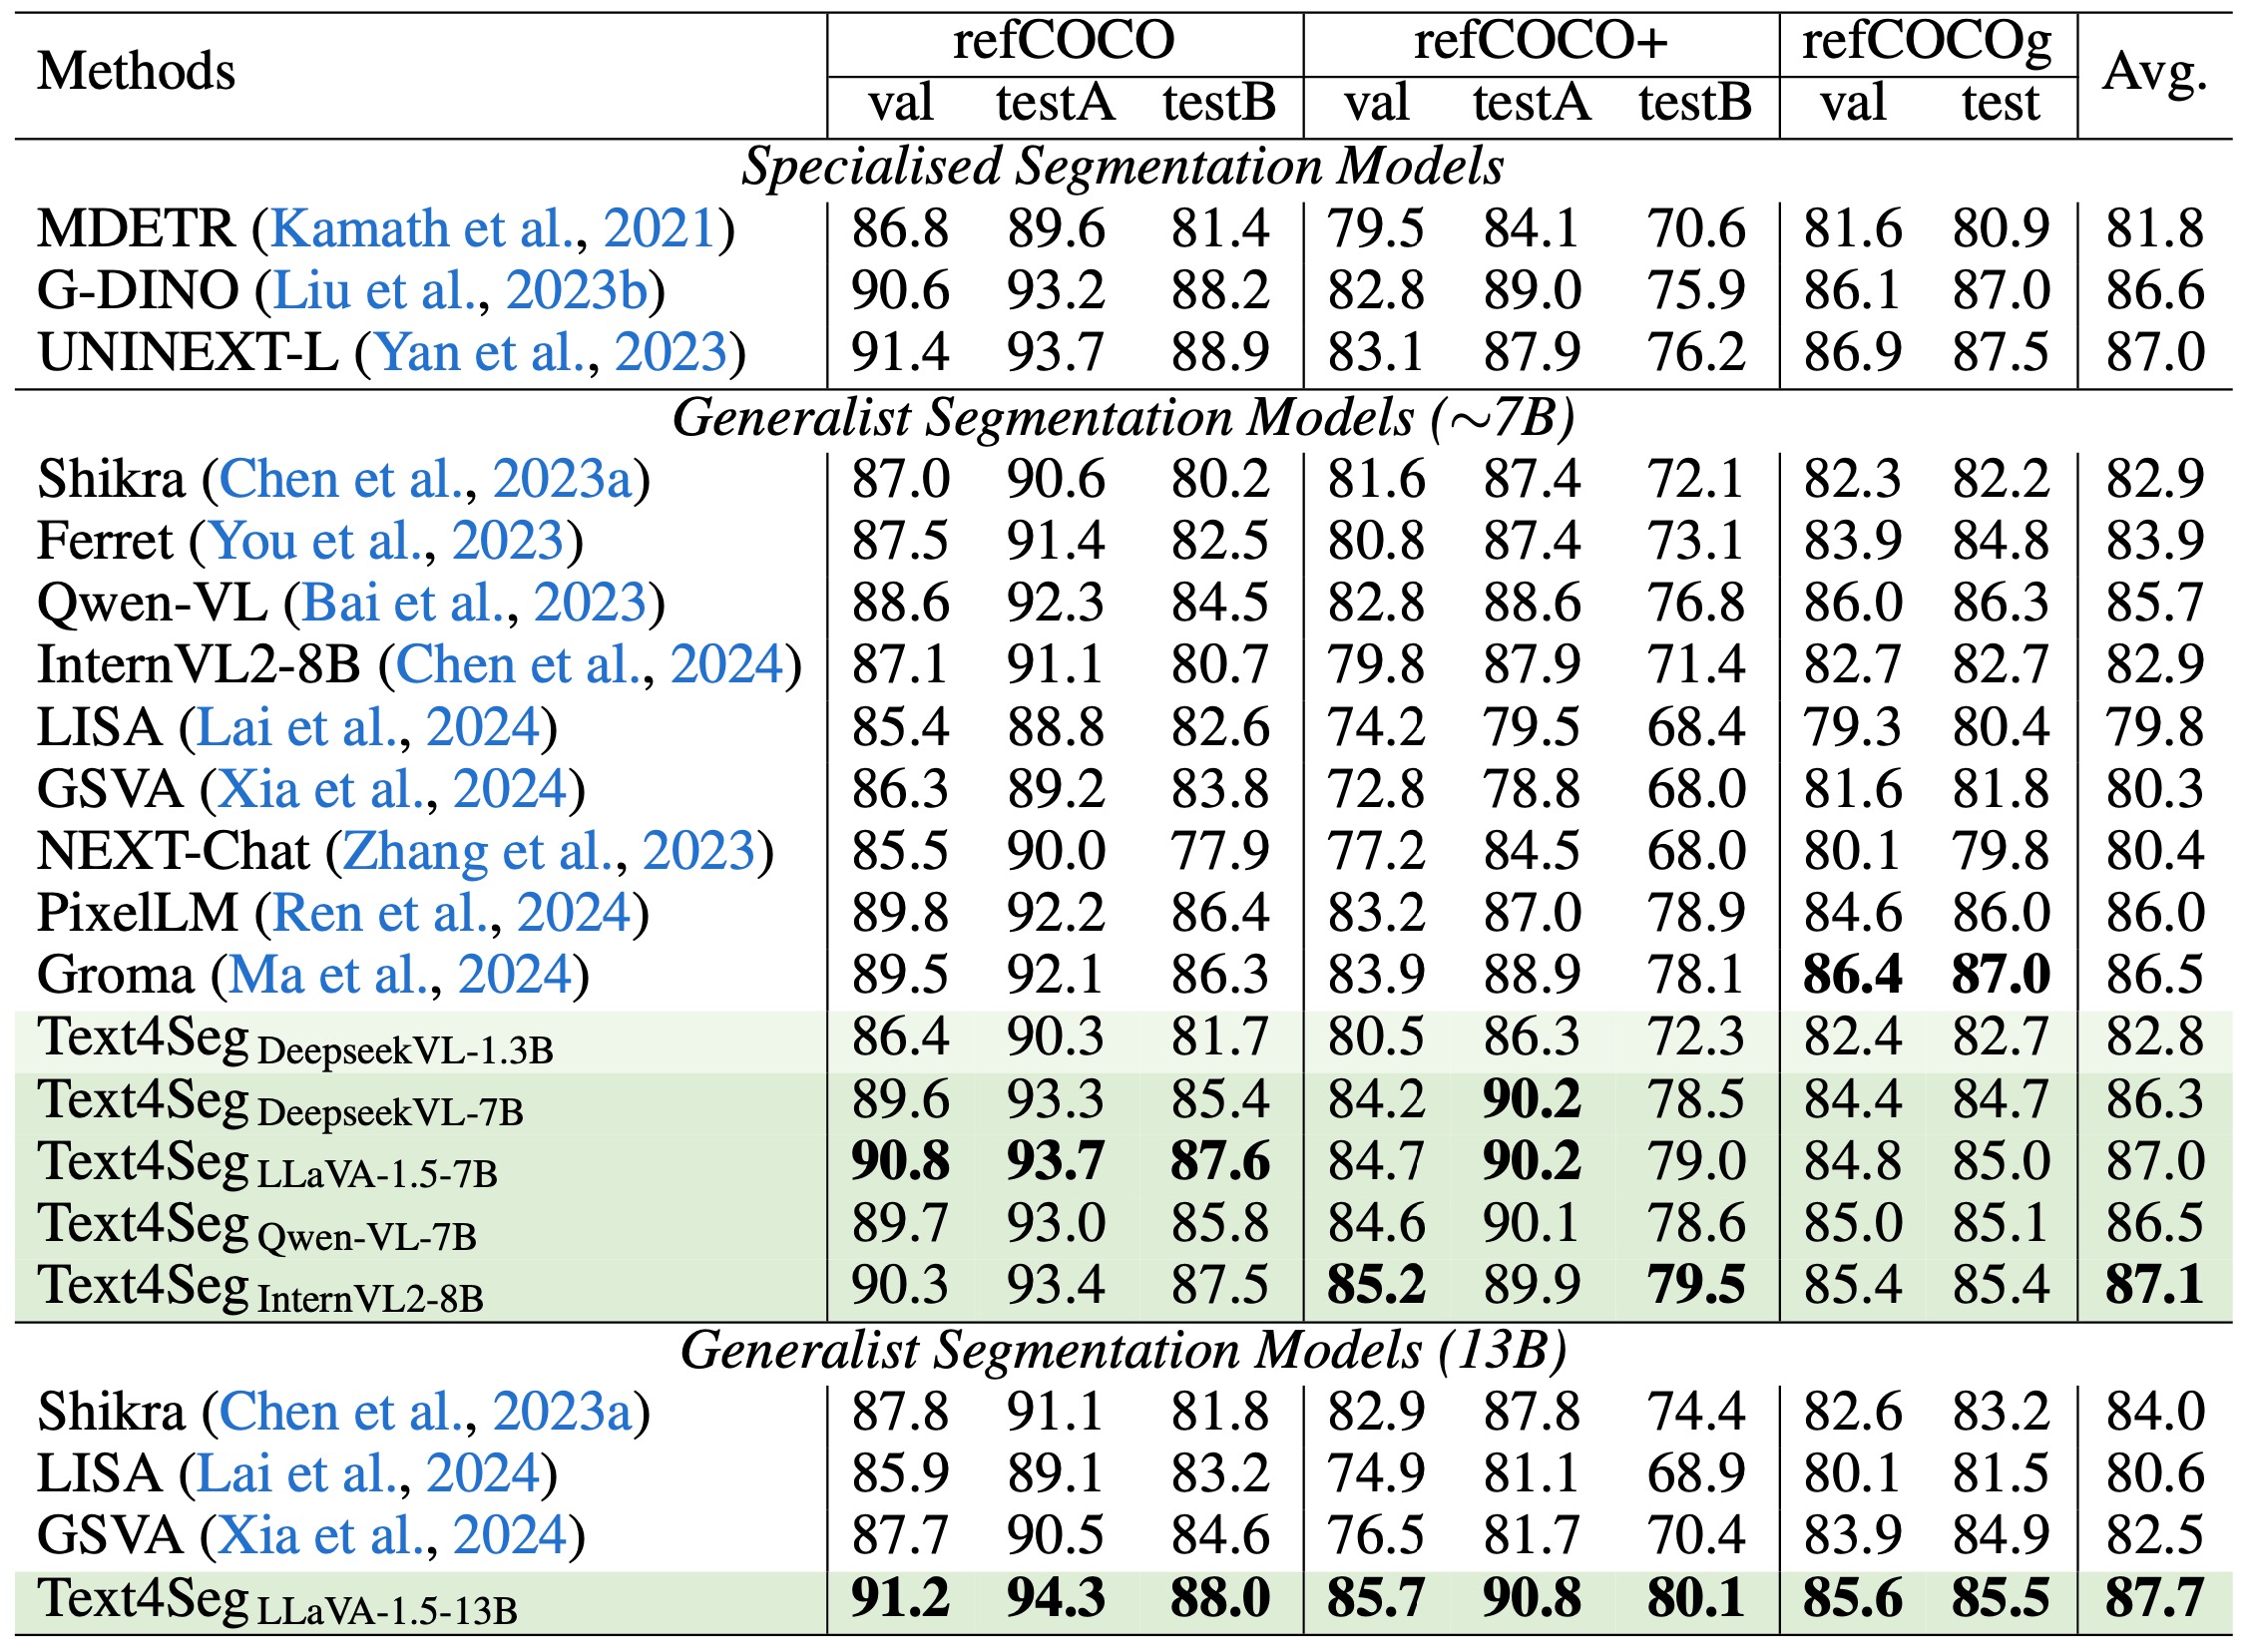 Methods refCOCO refCOCO+ refCOCOg Avg.
val testA testB val testA testB val test
Specialised Segmentation Models
MDETR (Kamath et al., 2021) 86.8 89.6 81.4 79.5 84.1 70.6 81.6 80.9 81.8
G-DINO (Liu et al., 2023b) 90.6 93.2 88.2 82.8 89.0 75.9 86.1 87.0 86.6
UNINEXT-L (Yan et al., 2023) 91.4 93.7 88.9 83.1 87.9 76.2 86.9 87.5 87.0
Generalist Segmentation Models (~7B)
Shikra (Chen et al., 2023a) 87.0 90.6 80.2 81.6 87.4 72.1 82.3 82.2 82.9
Ferret (You et al., 2023) 87.5 91.4 82.5 80.8 87.4 73.1 83.9 84.8 83.9
Qwen-VL (Bai et al., 2023) 88.6 92.3 84.5 82.8 88.6 76.8 86.0 86.3 85.7
InternVL2-8B (Chen et al., 2024) 87.1 91.1 80.7 79.8 87.9 71.4 82.7 82.7 82.9
LISA (Lai et al., 2024) 85.4 88.8 82.6 74.2 79.5 68.4 79.3 80.4 79.8
GSVA (Xia et al., 2024) 86.3 89.2 83.8 72.8 78.8 68.0 81.6 81.8 80.3
NEXT-Chat (Zhang et al., 2023) 85.5 90.0 77.9 77.2 84.5 68.0 80.1 79.8 80.4
PixelLM (Ren et al., 2024) 89.8 92.2 86.4 83.2 87.0 78.9 84.6 86.0 86.0
Groma (Ma et al., 2024) 89.5 92.1 86.3 83.9 88.9 78.1 86.4 87.0 86.5
Text4Seg DeepseekVL-1.3B 86.4 90.3 81.7 80.5 86.3 72.3 82.4 82.7 82.8
Text4Seg DeepseekVL-7B 89.6 93.3 85.4 84.2 90.2 78.5 84.4 84.7 86.3
Text4Seg LLaVA-1.5-7B 90.8 93.7 87.6 84.7 90.2 79.0 84.8 85.0 87.0
Text4Seg Qwen-VL-7B 89.7 93.0 85.8 84.6 90.1 78.6 85.0 85.1 86.5
Text4Seg InternVL2-8B 90.3 93.4 87.5 85.2 89.9 79.5 85.4 85.4 87.1
Generalist Segmentation Models (13B)
Shikra (Chen et al., 2023a) 87.8 91.1 81.8 82.9 87.8 74.4 82.6 83.2 84.0
LISA (Lai et al., 2024) 85.9 89.1 83.2 74.9 81.1 68.9 80.1 81.5 80.6
GSVA (Xia et al., 2024) 87.7 90.5 84.6 76.5 81.7 70.4 83.9 84.9 82.5
Text4Seg LLaVA-1.5-13B 91.2 94.3 88.0 85.7 90.8 80.1 85.6 85.5 87.7